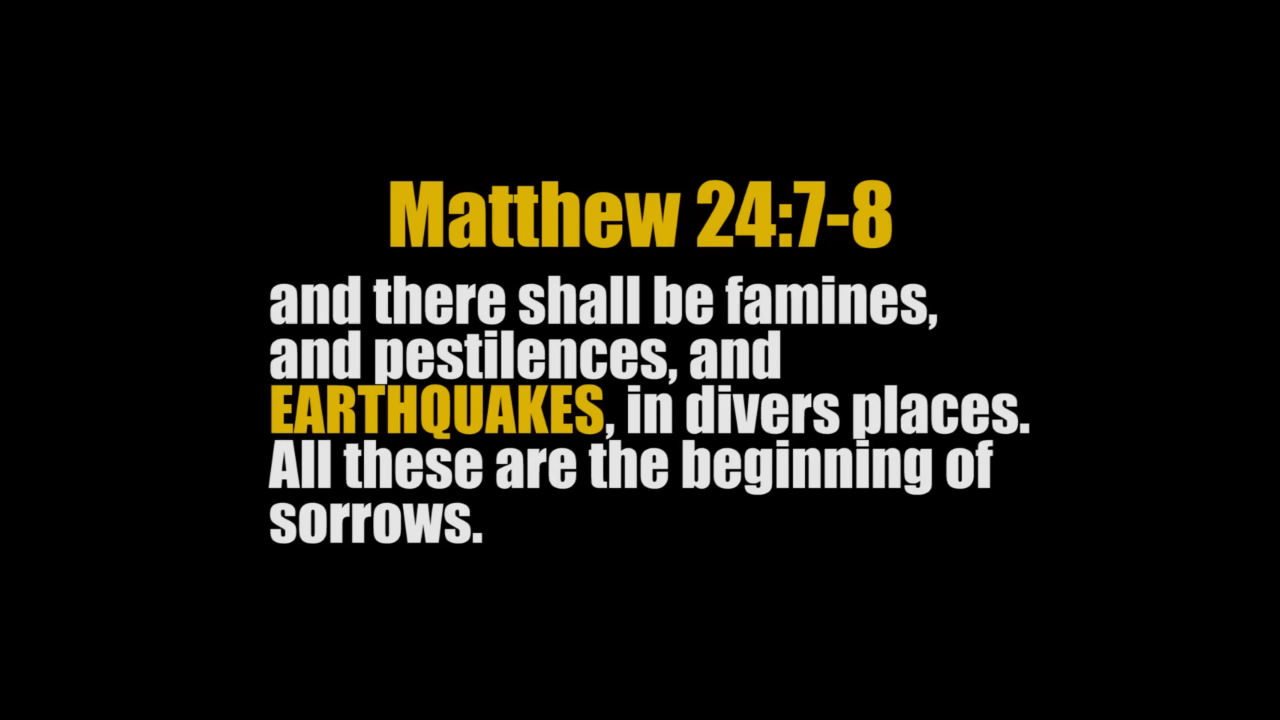 Matthew 24:7-8
and there shall be famines,
and pestilences, and
EARTHQUAKES, in divers places.
All these are the beginning of
sorrows.